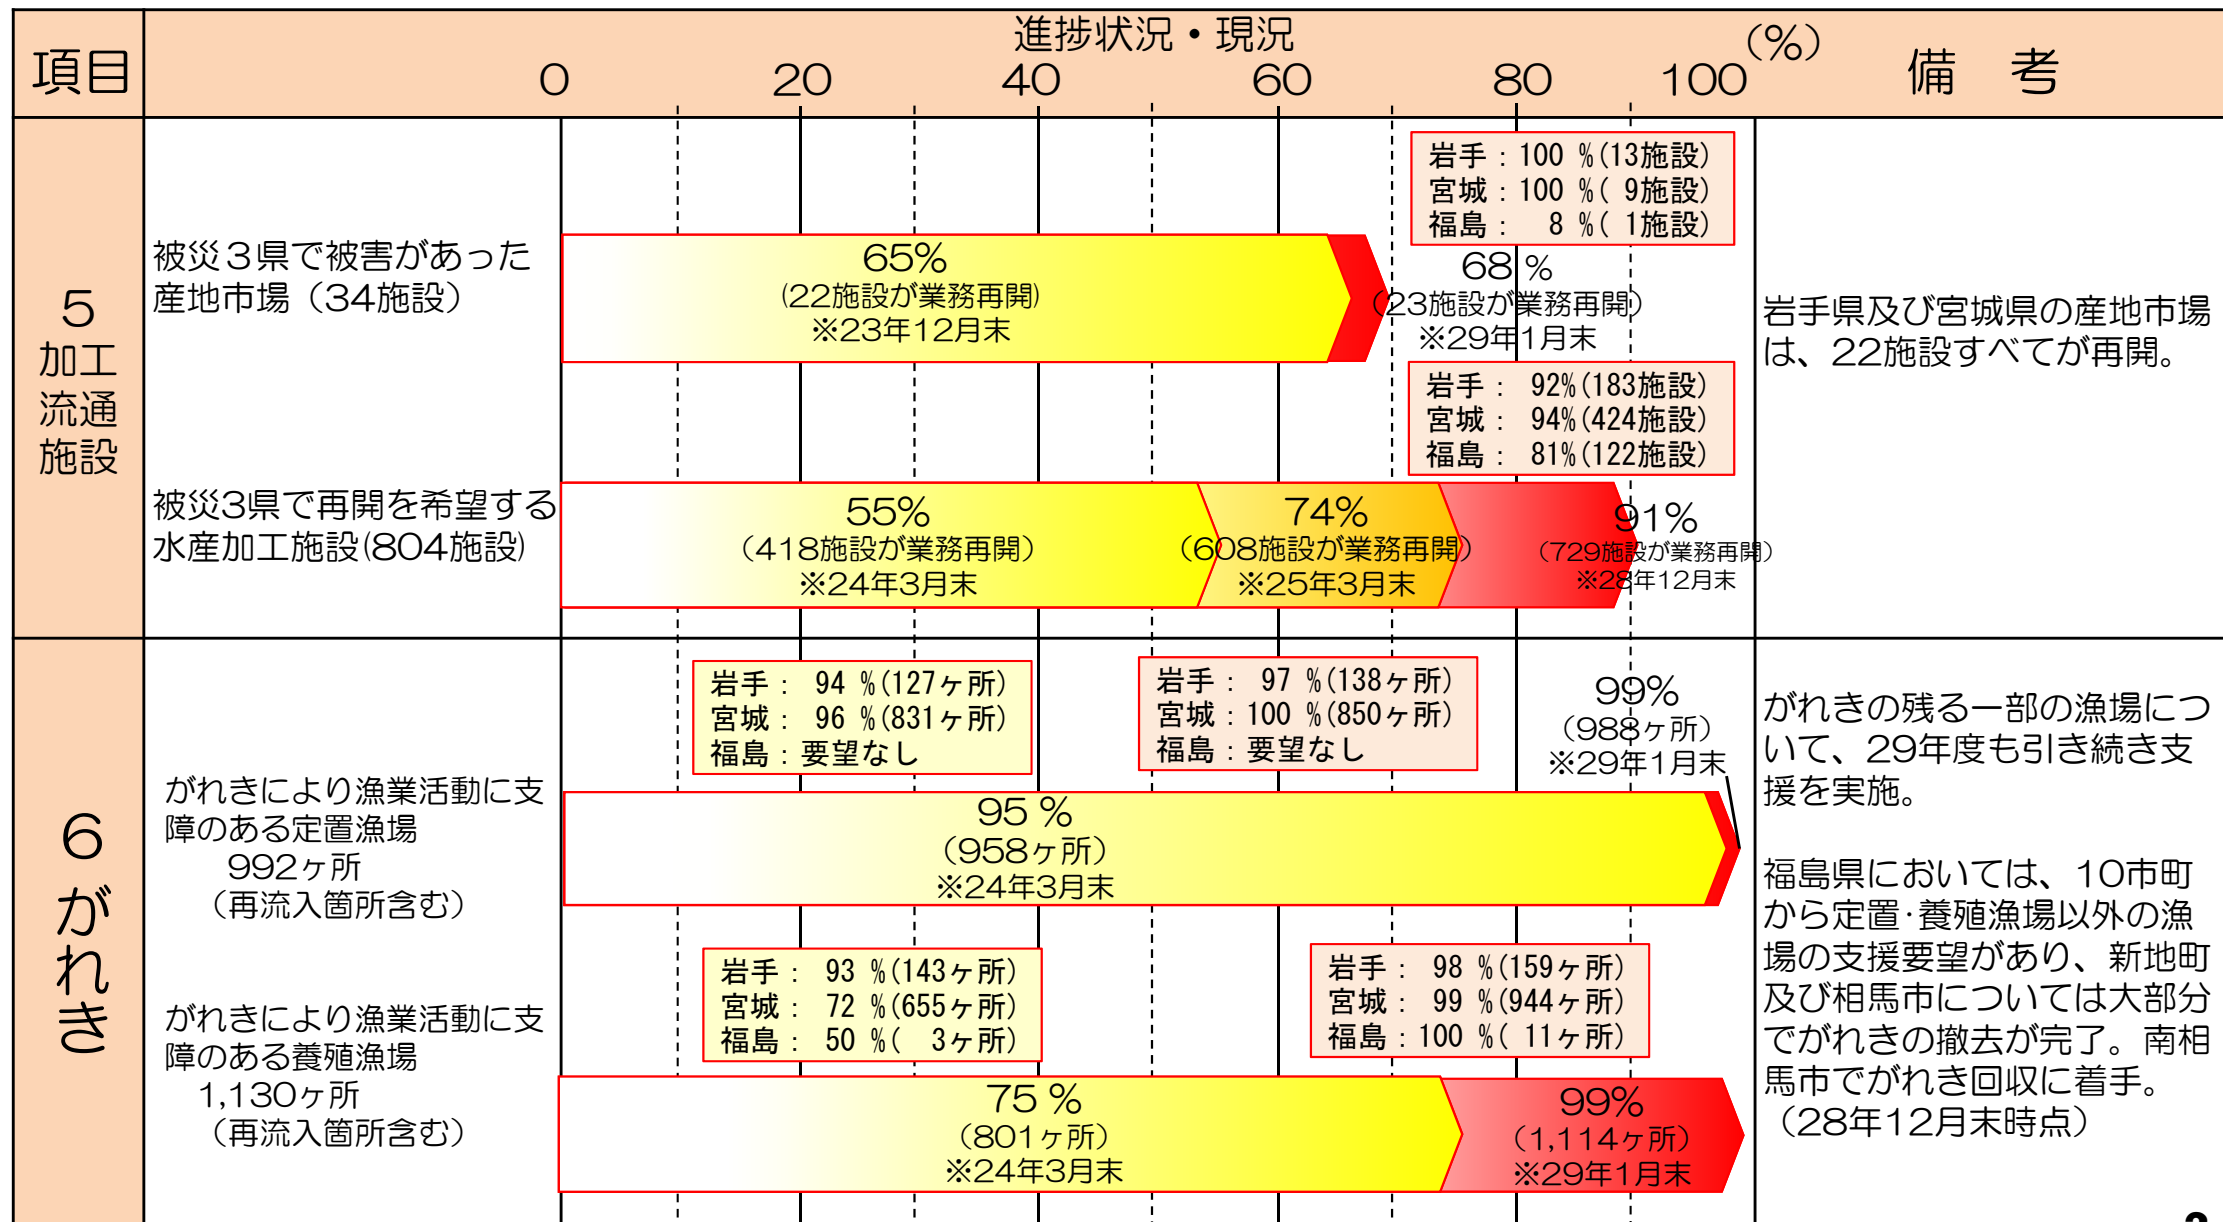 進捗状況・現況
項目
0 20 40 60 80 100 (%)
備 考
5
加工
流通
施設
被災３県で被害があった
産地市場（34施設）
65%
(22施設が業務再開)
※23年12月末
岩手：100 %(13施設)
宮城：100 %( 9施設)
福島： 8 %( 1施設)
68 %
（23施設が業務再開）
※29年1月末
岩手県及び宮城県の産地市場
は、22施設すべてが再開。
被災3県で再開を希望する
水産加工施設(804施設)
岩手： 92%(183施設)
宮城： 94%(424施設)
福島： 81%(122施設)
55%
（418施設が業務再開）
※24年3月末
74%
（608施設が業務再開）
※25年3月末
91%
（729施設が業務再開）
※28年12月末
6
がれき
がれきにより漁業活動に支
障のある定置漁場
992ヶ所
（再流入箇所含む）
岩手： 94 %(127ヶ所)
宮城： 96 %(831ヶ所)
福島：要望なし
岩手： 97 %(138ヶ所)
宮城：100 %(850ヶ所)
福島：要望なし
99%
（988ヶ所）
※29年1月末
95 %
（958ヶ所）
※24年3月末
がれきにより漁業活動に支
障のある養殖漁場
1,130ヶ所
（再流入箇所含む）
岩手： 93 %(143ヶ所)
宮城： 72 %(655ヶ所)
福島： 50 %( 3ヶ所)
岩手： 98 %(159ヶ所)
宮城： 99 %(944ヶ所)
福島：100 %( 11ヶ所)
75 %
（801ヶ所）
※24年3月末
99%
（1,114ヶ所）
※29年1月末
がれきの残る一部の漁場につ
いて、29年度も引き続き支
援を実施。
福島県においては、10市町
から定置･養殖漁場以外の漁
場の支援要望があり、新地町
及び相馬市については大部分
でがれきの撤去が完了。南相
馬市でがれき回収に着手。
（28年12月末時点）